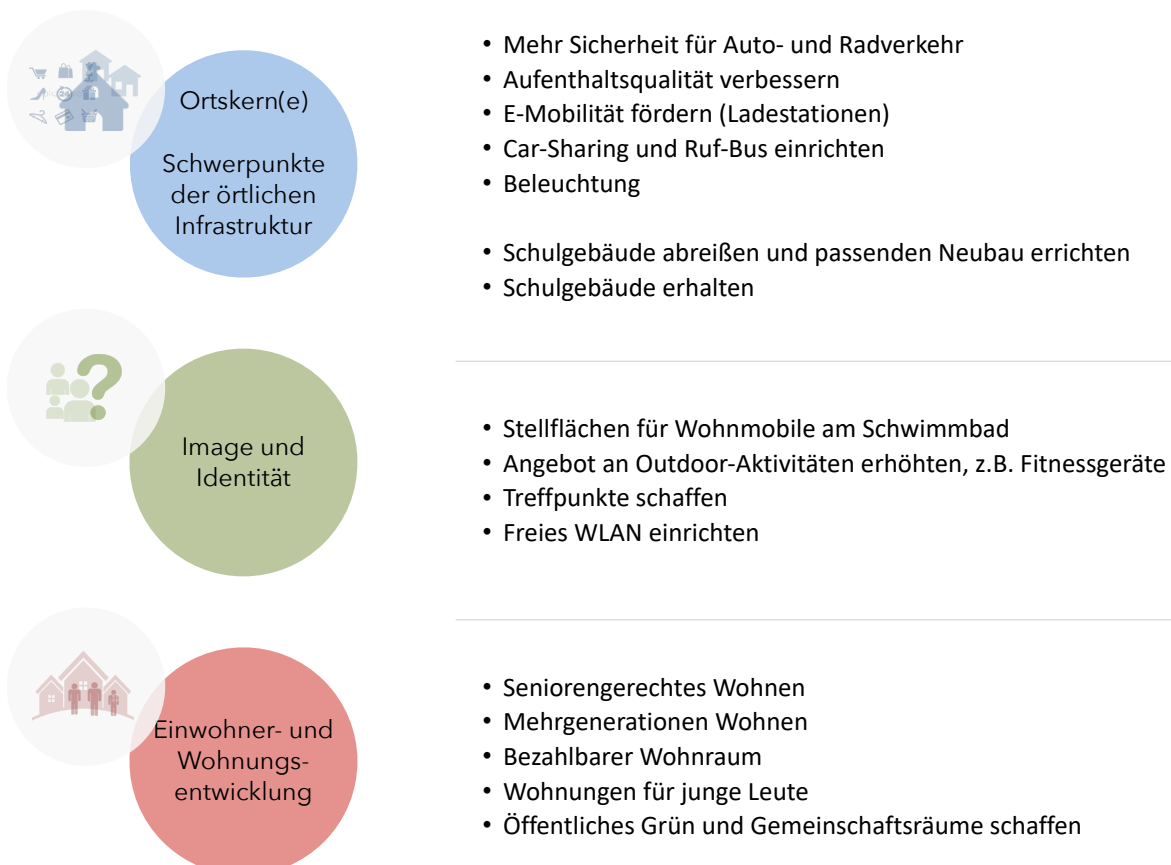 Ortskern(e)
Schwerpunkte
der örtlichen
Infrastruktur
• Mehr Sicherheit für Auto- und Radverkehr
• Aufenthaltsqualität verbessern
• E-Mobilität fördern (Ladestationen)
• Car-Sharing und Ruf-Bus einrichten
• Beleuchtung
• Schulgebäude abreißen und passenden Neubau errichten
• Schulgebäude erhalten
Image und
Identität
• Stellflächen für Wohnmobile am Schwimmbad
• Angebot an Outdoor-Aktivitäten erhöhten, z.B. Fitnessgeräte
• Treffpunkte schaffen
• Freies WLAN einrichten
Einwohner- und
Wohnungs-
entwicklung
• Seniorengerechtes Wohnen
• Mehrgenerationen Wohnen
• Bezahlbarer Wohnraum
• Wohnungen für junge Leute
• Öffentliches Grün und Gemeinschaftsräume schaffen